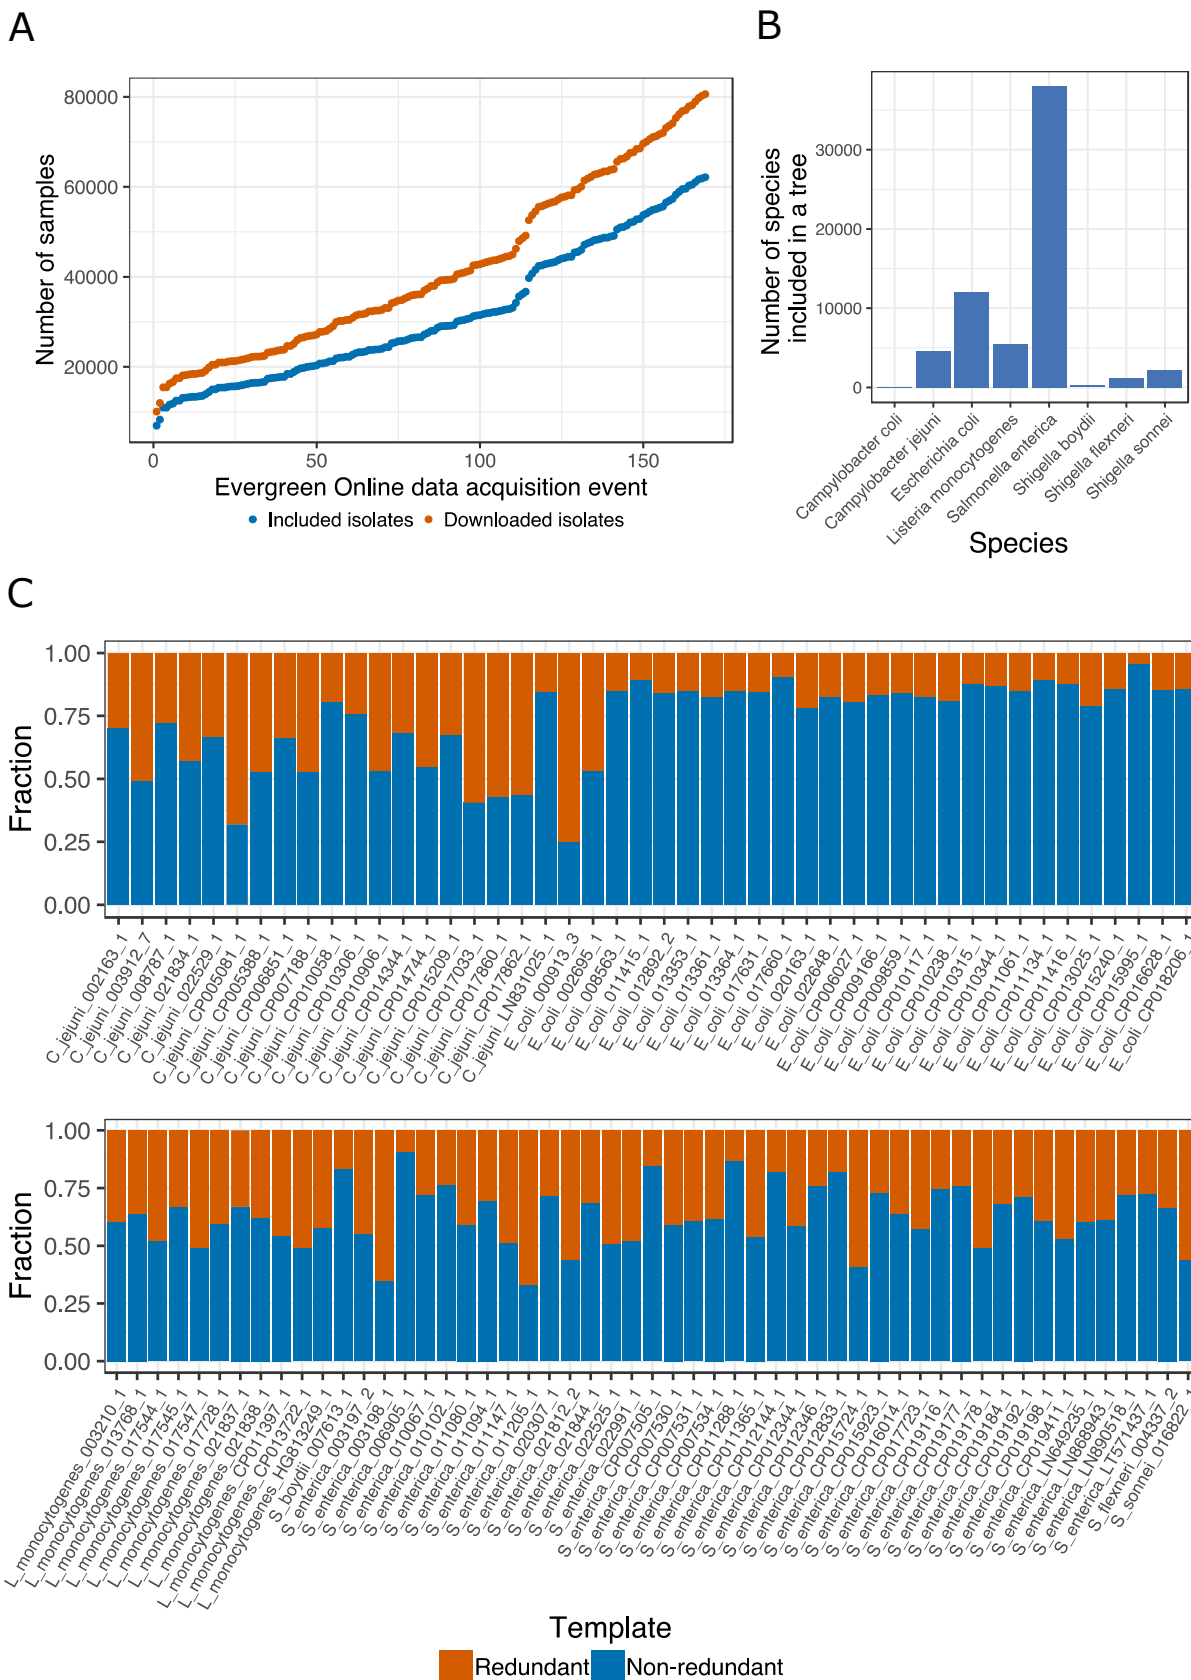 A
B
80000
60000
40000
20000
Number of samples
0
50
100
150
Evergreen Online data acquisition event
Included isolates
Downloaded isolates
30000
20000
10000
0
Number of species
included in a tree
Campylobacter coli
Campylobacter jejuni
Escherichia coli
Listeria monocytogenes
Salmonella enterica
Shigella boydii
Shigella flexneri
Shigella sonnei
Species
C
1.00
0.75
0.50
0.25
0.00
Fraction
C_jejuni_002163_1
C_jejuni_003912_7
C_jejuni_008787_1
C_jejuni_021834_1
C_jejuni_022529_1
C_jejuni_CP005081_1
C_jejuni_CP005388_1
C_jejuni_CP006851_1
C_jejuni_CP007188_1
C_jejuni_CP010058_1
C_jejuni_CP010306_1
C_jejuni_CP010906_1
C_jejuni_CP014344_1
C_jejuni_CP014744_1
C_jejuni_CP015209_1
C_jejuni_CP017033_1
C_jejuni_CP017860_1
C_jejuni_CP017862_1
C_jejuni_LN831025_1
E_coli_000913_3
E_coli_002695_1
E_coli_008563_1
E_coli_011415_1
E_coli_012892_2
E_coli_013353_1
E_coli_013361_1
E_coli_013364_1
E_coli_017631_1
E_coli_017660_1
E_coli_020163_1
E_coli_022648_1
E_coli_CP006027_1
E_coli_CP009166_1
E_coli_CP009859_1
E_coli_CP010117_1
E_coli_CP010238_1
E_coli_CP010315_1
E_coli_CP010344_1
E_coli_CP011061_1
E_coli_CP011134_1
E_coli_CP011416_1
E_coli_CP013025_1
E_coli_CP015240_1
E_coli_CP015995_1
E_coli_CP016628_1
E_coli_CP018206_1
1.00
0.75
0.50
0.25
0.00
Fraction
L_monocytogenes_003210_1
L_monocytogenes_013768_1
L_monocytogenes_017544_1
L_monocytogenes_017545_1
L_monocytogenes_017547_1
L_monocytogenes_017728_1
L_monocytogenes_021837_1
L_monocytogenes_021838_1
L_monocytogenes_CP011397_1
L_monocytogenes_CP013722_1
L_monocytogenes_HG813249_1
S_boydii_007613_1
S_enterica_003197_2
S_enterica_003198_1
S_enterica_006905_1
S_enterica_010067_1
S_enterica_010102_1
S_enterica_011080_1
S_enterica_011094_1
S_enterica_011147_1
S_enterica_011205_1
S_enterica_020307_1
S_enterica_021812_2
S_enterica_021844_1
S_enterica_022525_1
S_enterica_022991_1
S_enterica_CP007505_1
S_enterica_CP007530_1
S_enterica_CP007531_1
S_enterica_CP007534_1
S_enterica_CP011288_1
S_enterica_CP011365_1
S_enterica_CP012144_1
S_enterica_CP012344_1
S_enterica_CP012346_1
S_enterica_CP012833_1
S_enterica_CP015724_1
S_enterica_CP015923_1
S_enterica_CP016014_1
S_enterica_CP017723_1
S_enterica_CP019116_1
S_enterica_CP019177_1
S_enterica_CP019178_1
S_enterica_CP019184_1
S_enterica_CP019192_1
S_enterica_CP019198_1
S_enterica_CP019411_1
S_enterica_LN649235_1
S_enterica_LN868943_1
S_enterica_LN890518_1
S_enterica_LT571437_1
S_flexneri_004337_2
S_sonnei_016822_1
Template
Redundant
Non-redundant